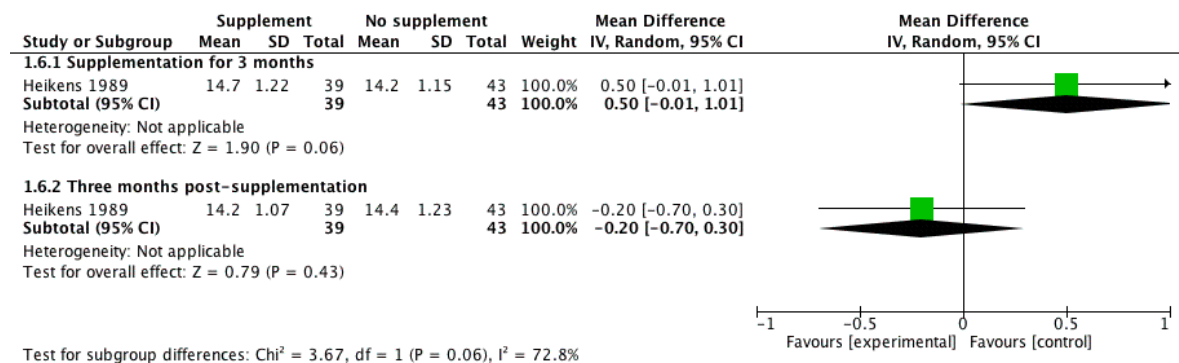 Supplement No supplement Mean Difference Mean Difference
Study or Subgroup Mean SD Total Mean SD Total Weight IV, Random, 95% CI IV, Random, 95% CI
1.6.1 Supplementation for 3 months
Heikens 1989 14.7 1.22 39 14.2 1.15 43 100.0% 0.50 [-0.01, 1.01]
Subtotal (95% CI) 39 43 100.0% 0.50 [-0.01, 1.01]
Heterogeneity: Not applicable
Test for overall effect: Z = 1.90 (P = 0.06)
1.6.2 Three months post-supplementation
Heikens 1989 14.2 1.07 39 14.4 1.23 43 100.0% -0.20 [-0.70, 0.30]
Subtotal (95% CI) 39 43 100.0% -0.20 [-0.70, 0.30]
Heterogeneity: Not applicable
Test for overall effect: Z = 0.79 (P = 0.43)
-1 -0.5 0 0.5 1
Favours [experimental] Favours [control]
Test for subgroup differences: Chi² = 3.67, df = 1 (P = 0.06), I² = 72.8%